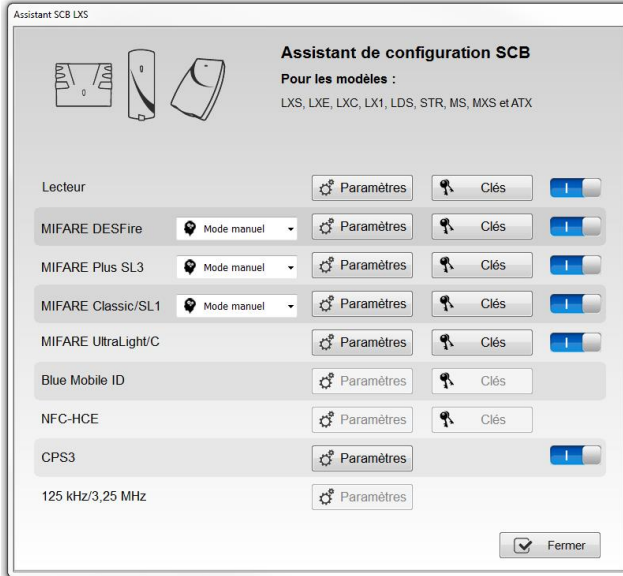 Assistant SCB LXS
Assistant de configuration SCB
Pour les modèles :
LXS, LXE, LXC, LX1, LDS, STR, MS, MXS et ATX
Lecteur Paramètres Clés
MIFARE DESFire Mode manuel Paramètres Clés
MIFARE Plus SL3 Mode manuel Paramètres Clés
MIFARE Classic/SL1 Mode manuel Paramètres Clés
MIFARE UltraLight/C Paramètres Clés
Blue Mobile ID Paramètres Clés
NFC-HCE Paramètres Clés
CPS3 Paramètres
125 kHz/3,25 MHz Paramètres
Fermer